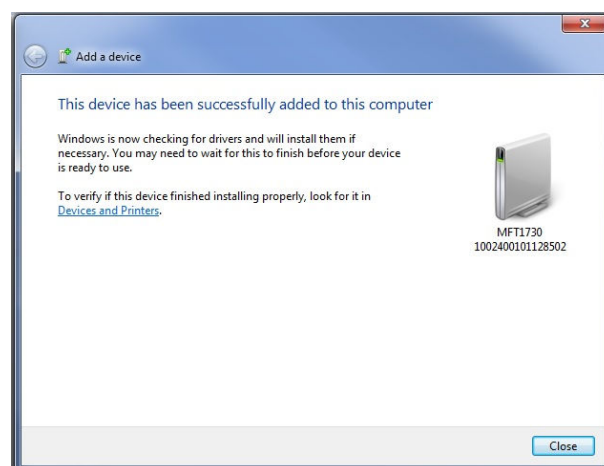 Add a device
This device has been successfully added to this computer
Windows is now checking for drivers and will install them if
necessary. You may need to wait for this to finish before your device
is ready to use.
To verify if this device finished installing properly, look for it in
Devices and Printers.
MFT1730
1002400101128502
Close